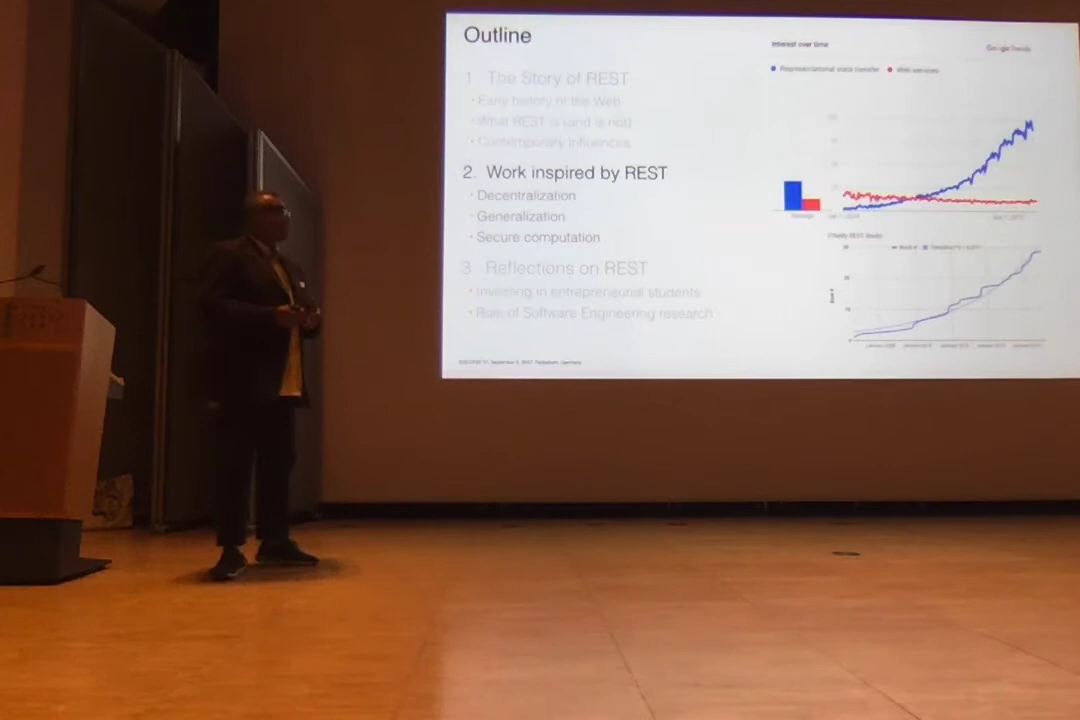 Outline
1 The Story of REST
• Early history of the Web
• What REST is (and is not)
• Contemporary influences
2. Work inspired by REST
• Decentralization
• Generalization
• Secure computation
3 Reflections on REST
• Investing in entrepreneurial students
• Role of Software Engineering research
Interest over time
Google Trends
Representational state transfer
Web services
Average